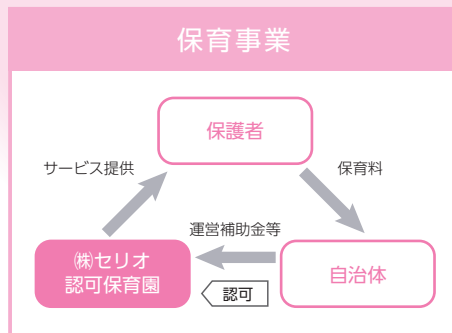 保育事業
保護者
サービス提供
保育料
運営補助金等
㈱セリオ
認可保育園
自治体
認可